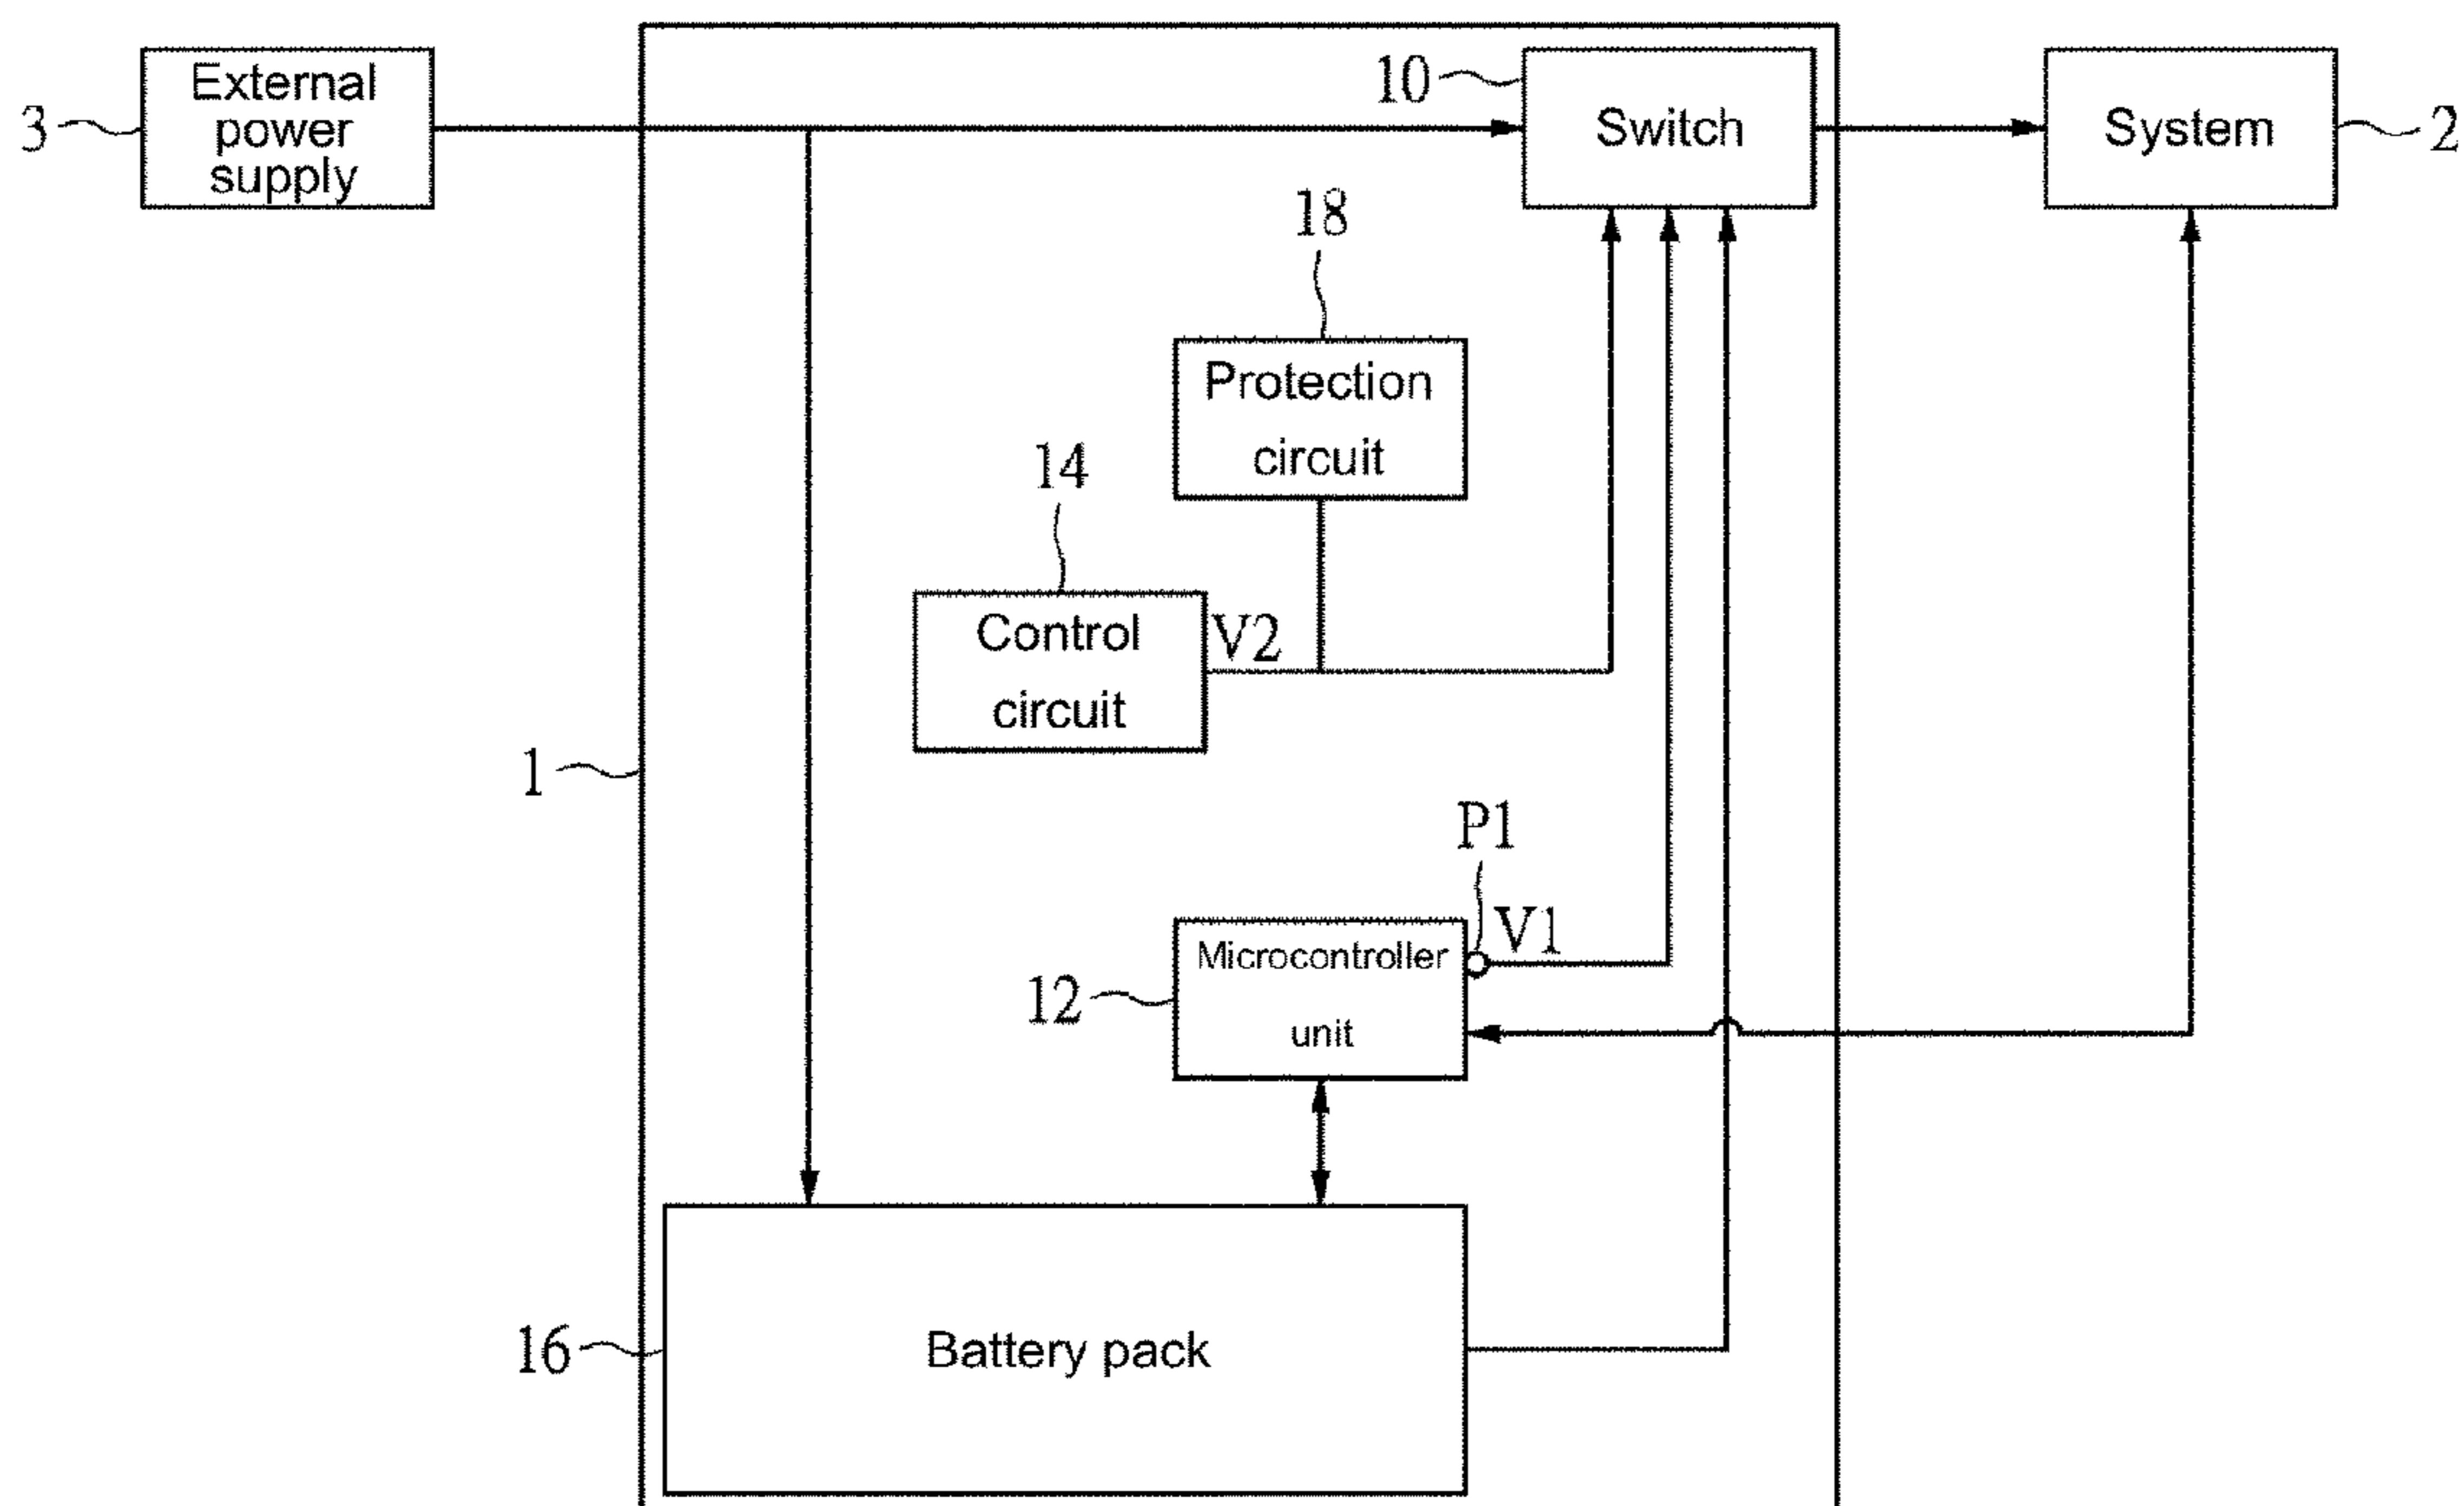 External
power
supply
3
10
Switch
System
2
18
Protection
circuit
14
Control
circuit
V2
1
P1
V1
Microcontroller
unit
12
16
Battery pack